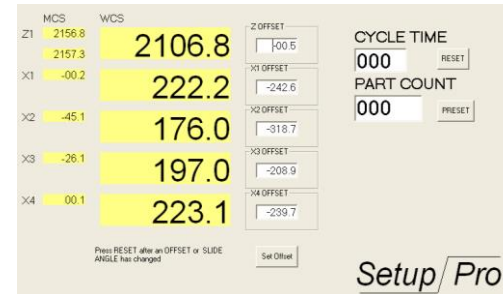 MCS WCS
Z OFFSET
Z1 2156.8 2106.8 -00.5
2157.3
X1 OFFSET
X1 -00.2 222.2 -242.6
X2 OFFSET
X2 -45.1 176.0 -318.7
X3 OFFSET
X3 -26.1 197.0 -208.9
X4 OFFSET
X4 00.1 223.1 -239.7
Press RESET after an OFFSET or SLIDE
ANGLE has changed
Set Offset
CYCLE TIME
000 RESET
PART COUNT
000 PRESET
Setup Pro